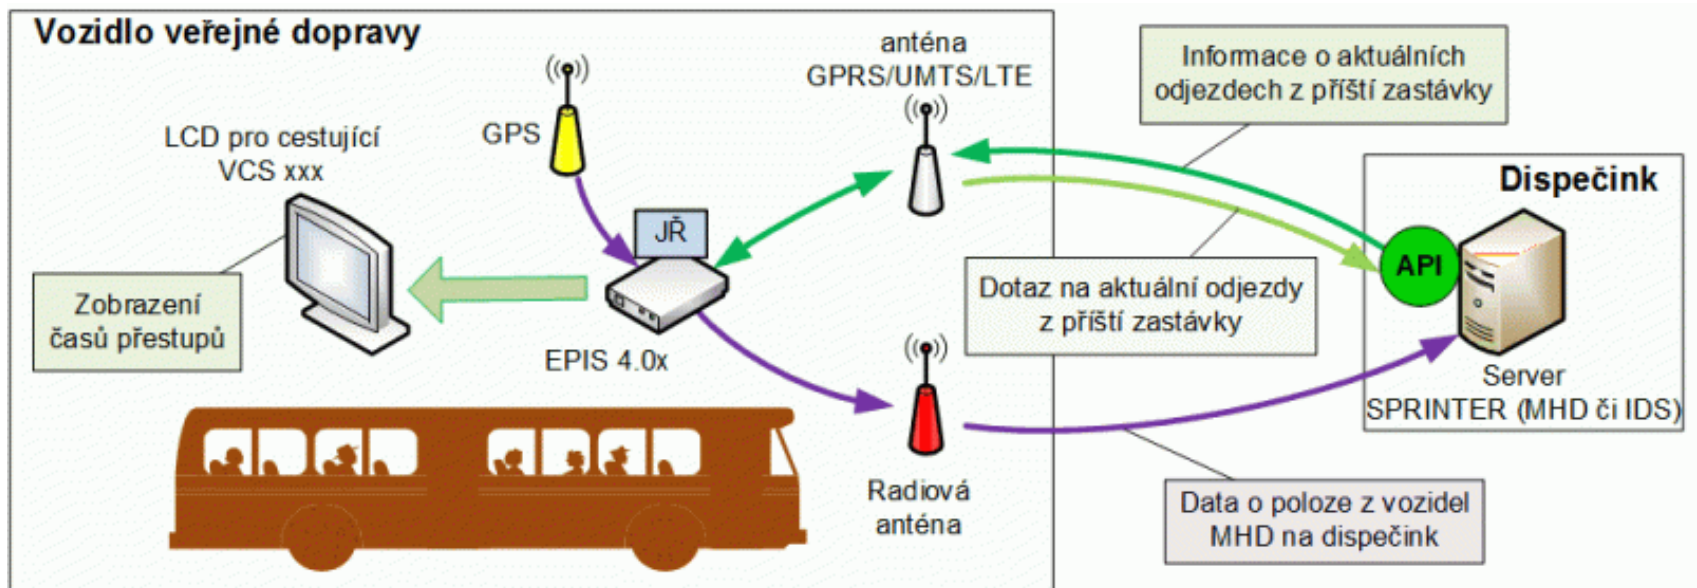 Vozidlo veřejné dopravy
anténa
GPRS/UMTS/LTE
Informace o aktuálních
odjezdech z příští zastávky
LCD pro cestující
VCS xxx
GPS
JŘ
Dispečink
API
Zobrazení
časů přestupů
EPIS 4.0x
Dotaz na aktuální odjezdy
z příští zastávky
Server
SPRINTER (MHD či IDS)
Radiová
anténa
Data o poloze z vozidel
MHD na dispečink